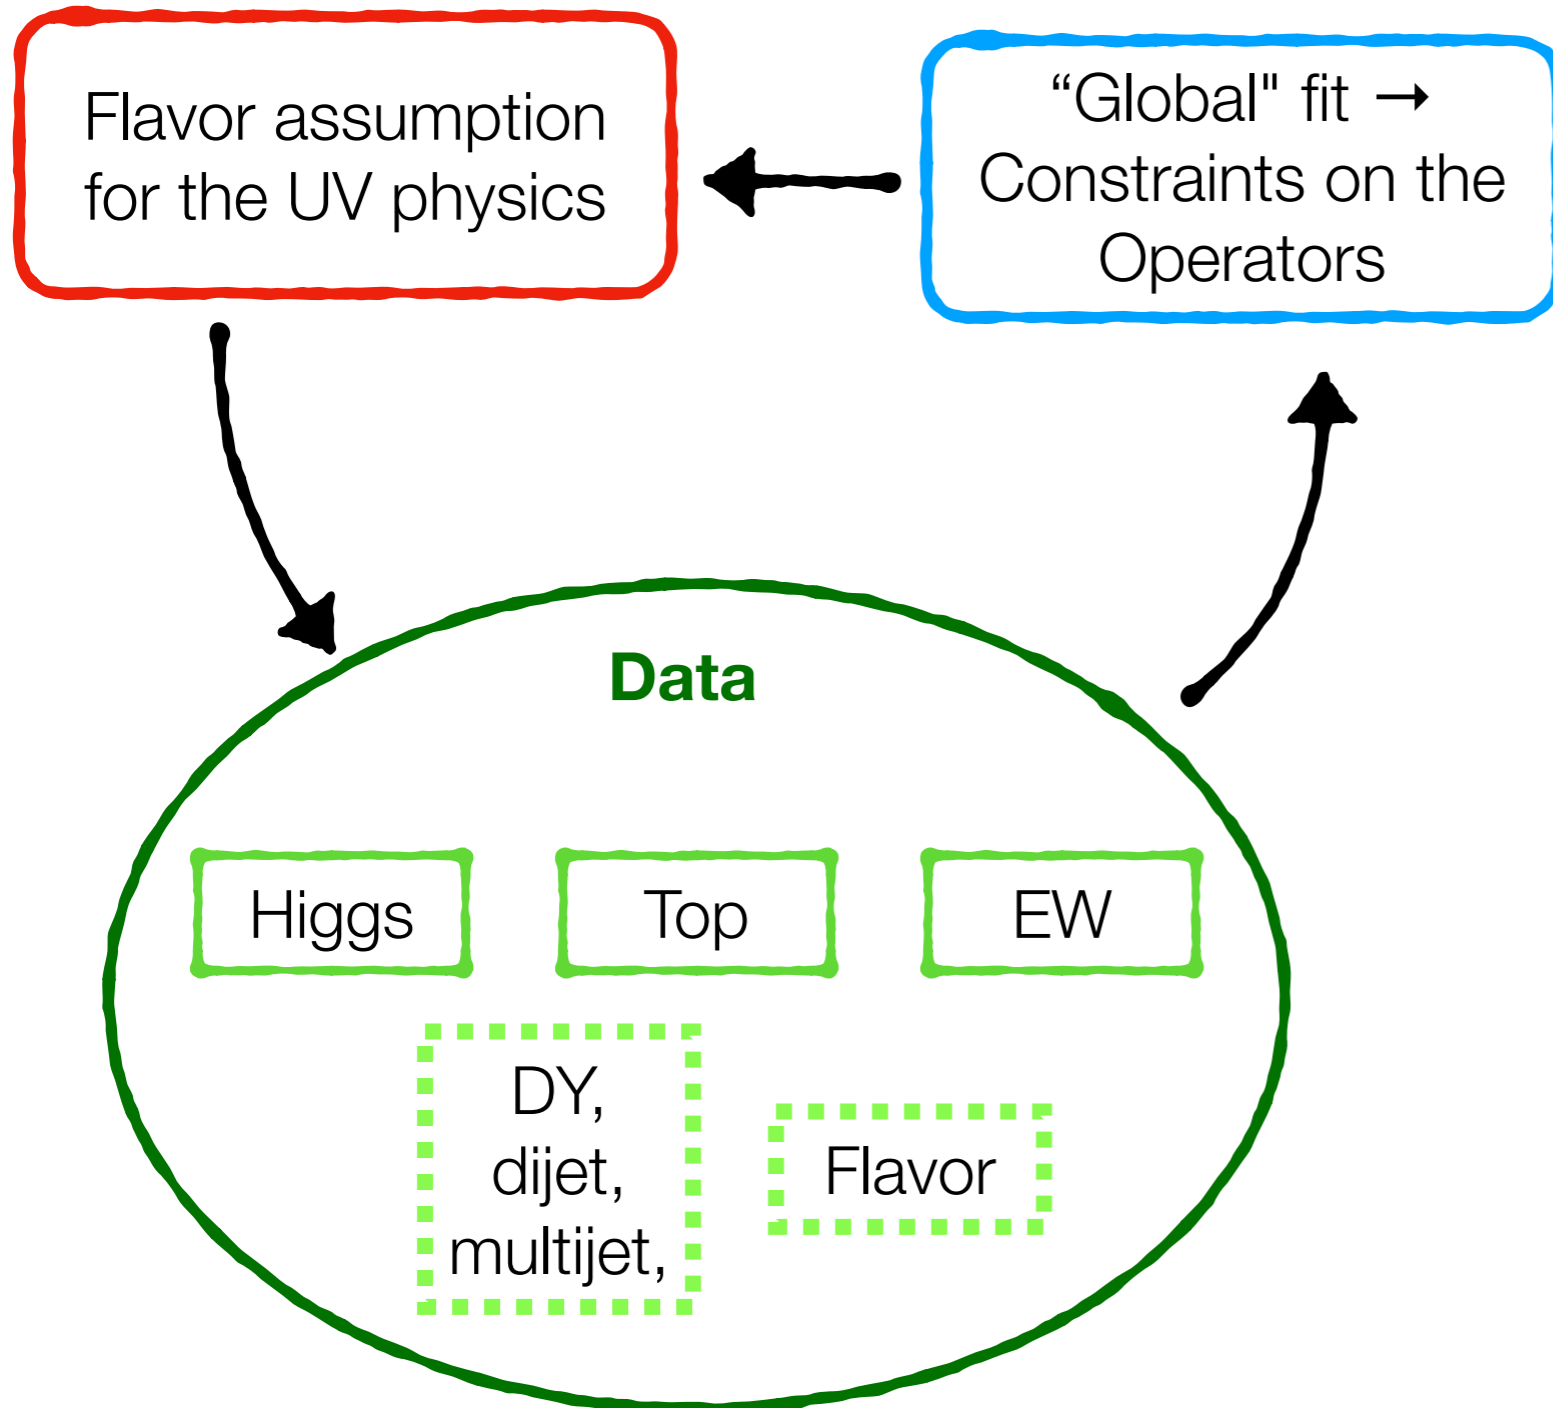 Flavor assumption
for the UV physics
“Global" fit →
Constraints on the
Operators
Data
Higgs
Top
EW
DY,
dijet,
multijet,
Flavor